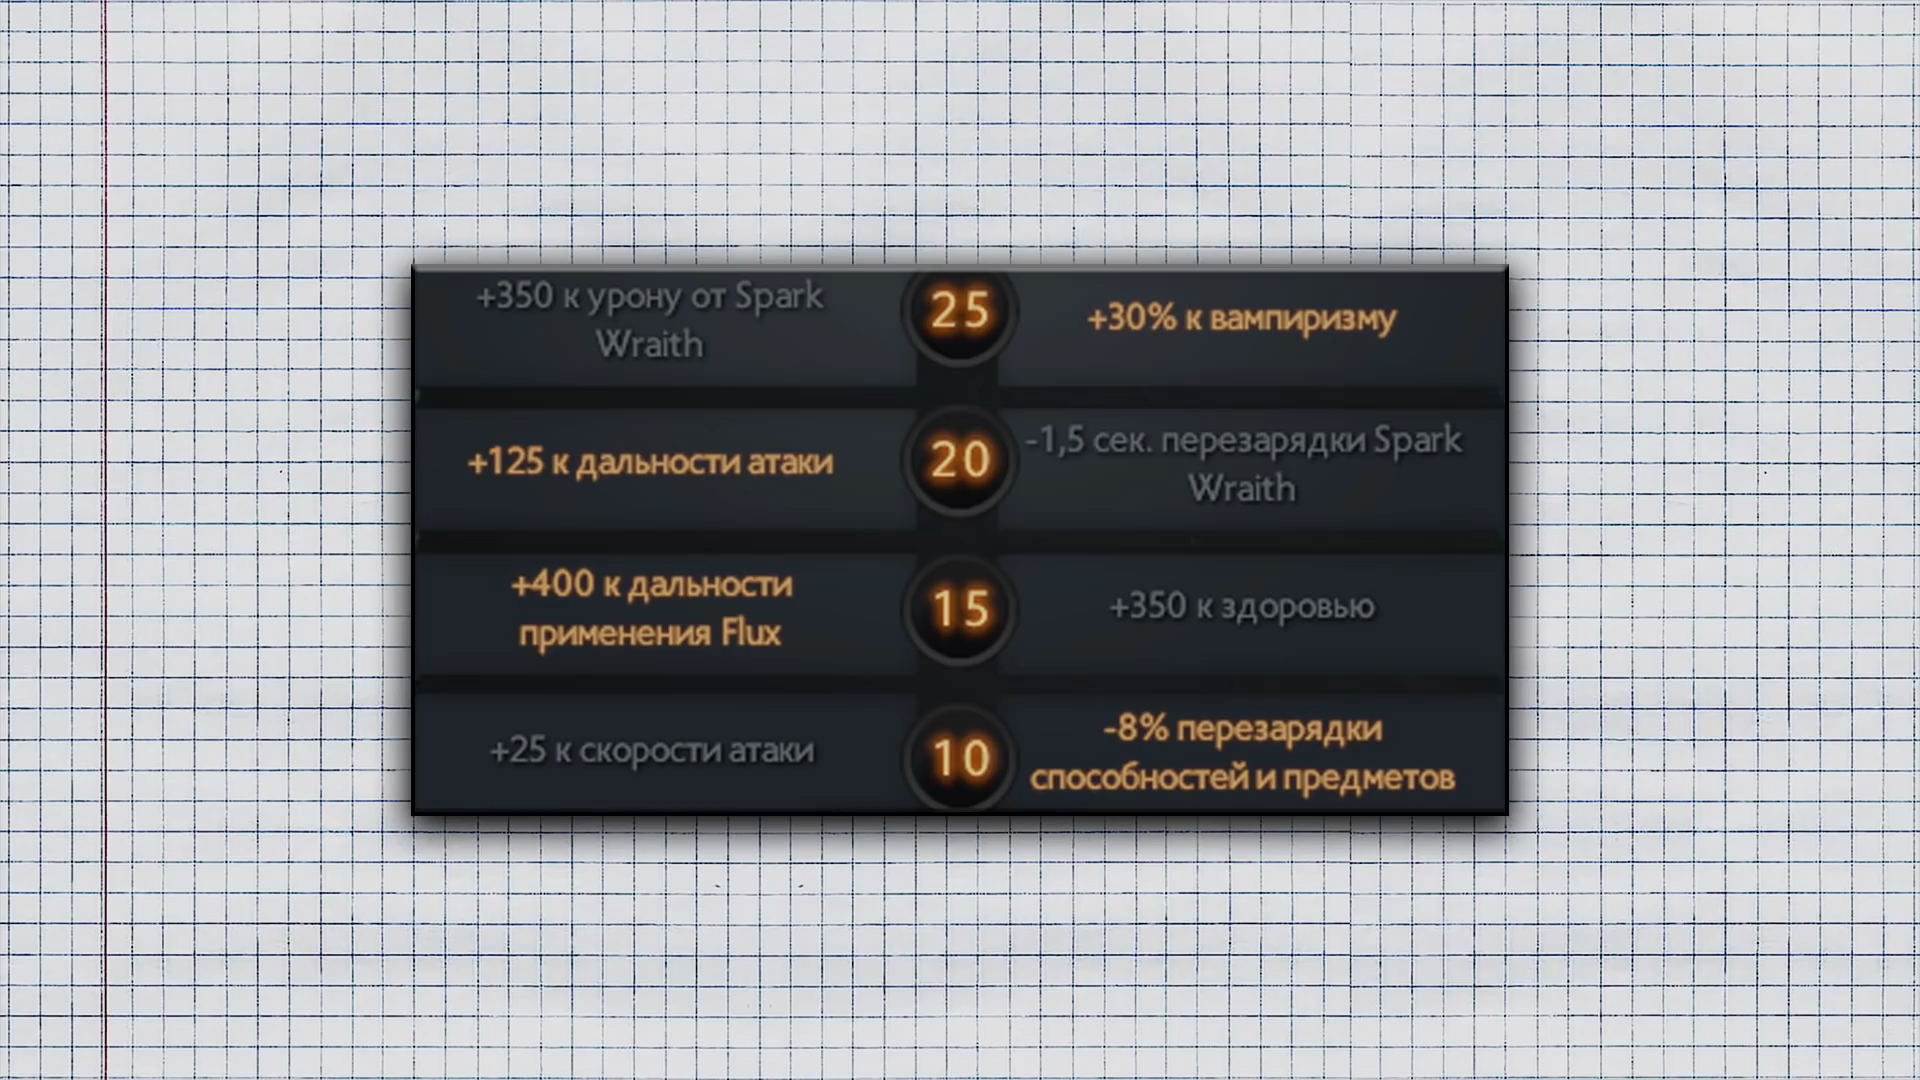 +350 к урону от Spark
Wraith
25
+30% к вампиризму
+125 к дальности атаки
20
-1,5 сек. перезарядки Spark
Wraith
+400 к дальности
применения Flux
15
+350 к здоровью
+25 к скорости атаки
10
-8% перезарядки
способностей и предметов